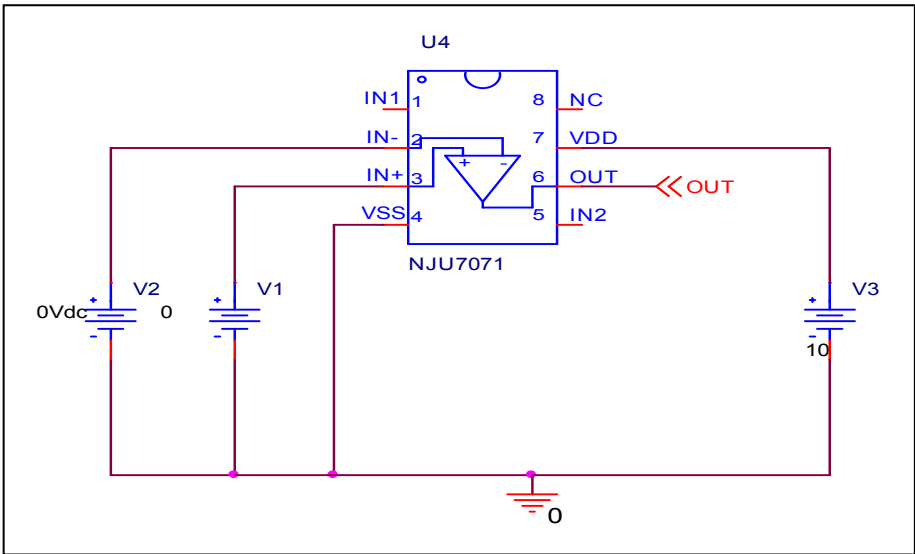 U4
IN1 1 8 NC
IN- 2 7 VDD
+ -
IN+ 3 6 OUT OUT
VSS 4 5 IN2
NJU7071
+ V2 + V1 + V3
0Vdc 0
- - -
10
0